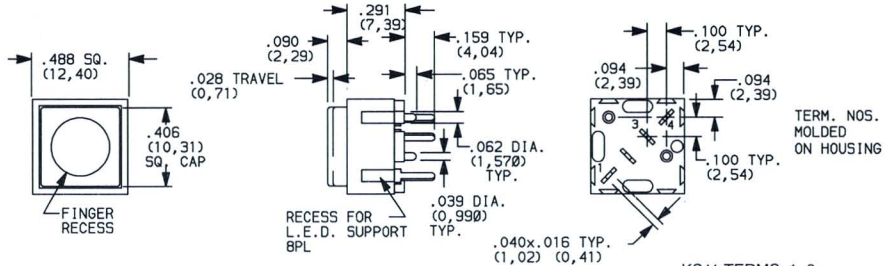 .488 SQ.
(12,40)
.406
(10,31)
SQ. CAP
FINGER
RECESS
.291
(7,39)
.090
(2,29)
.028 TRAVEL
(0,71)
.159 TYP.
(4,04)
.065 TYP.
(1,65)
.062 DIA.
(1,570)
TYP.
.039 DIA.
(0,990)
TYP.
RECESS FOR
L.E.D. SUPPORT
8PL
.100 TYP.
(2,54)
.094
(2,39)
.094
(2,39)
3
4
1
.100 TYP.
(2,54)
.040x.016 TYP.
(1,02) (0,41)
TERM. NOS.
MOLDED
ON HOUSING